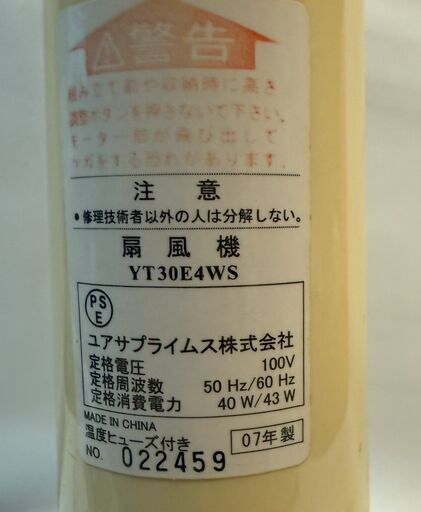 警告
組み立て前や収納時に高さ
調整ボタンを押さないで下さい。
モーター部が飛び出して
ケガをする恐れがあります。
注意
●修理技術者以外の人は分解しない。
扇風機
YT30E4WS
PS
E
ユアサプライムス株式会社
定格電圧 100V
定格周波数 50 Hz/60 Hz
定格消費電力 40 W/43 W
MADE IN CHINA
温度ヒューズ付き
07年製
NO. 022459